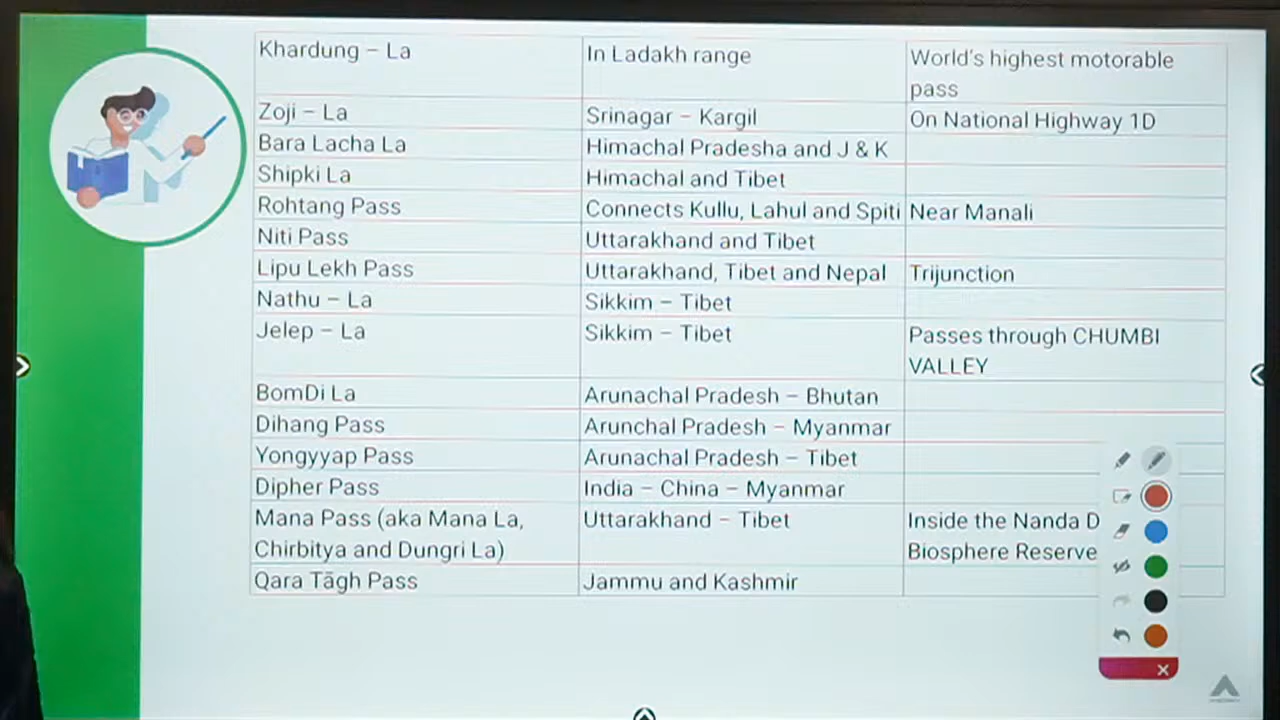 Khardung – La In Ladakh range World's highest motorable
pass
Zoji – La Srinagar – Kargil On National Highway 1D
Bara Lacha La Himachal Pradesha and J & K
Shipki La Himachal and Tibet
Rohtang Pass Connects Kullu, Lahul and Spiti Near Manali
Niti Pass Uttarakhand and Tibet
Lipu Lekh Pass Uttarakhand, Tibet and Nepal Trijunction
Nathu – La Sikkim – Tibet
Jelep – La Sikkim – Tibet Passes through CHUMBI
VALLEY
BomDi La Arunachal Pradesh – Bhutan
Dihang Pass Arunchal Pradesh – Myanmar
Yongyyap Pass Arunachal Pradesh – Tibet
Dipher Pass India – China – Myanmar
Mana Pass (aka Mana La, Uttarakhand – Tibet Inside the Nanda D
Chirbitya and Dungri La) Biosphere Reserve
Qara Tāgh Pass Jammu and Kashmir